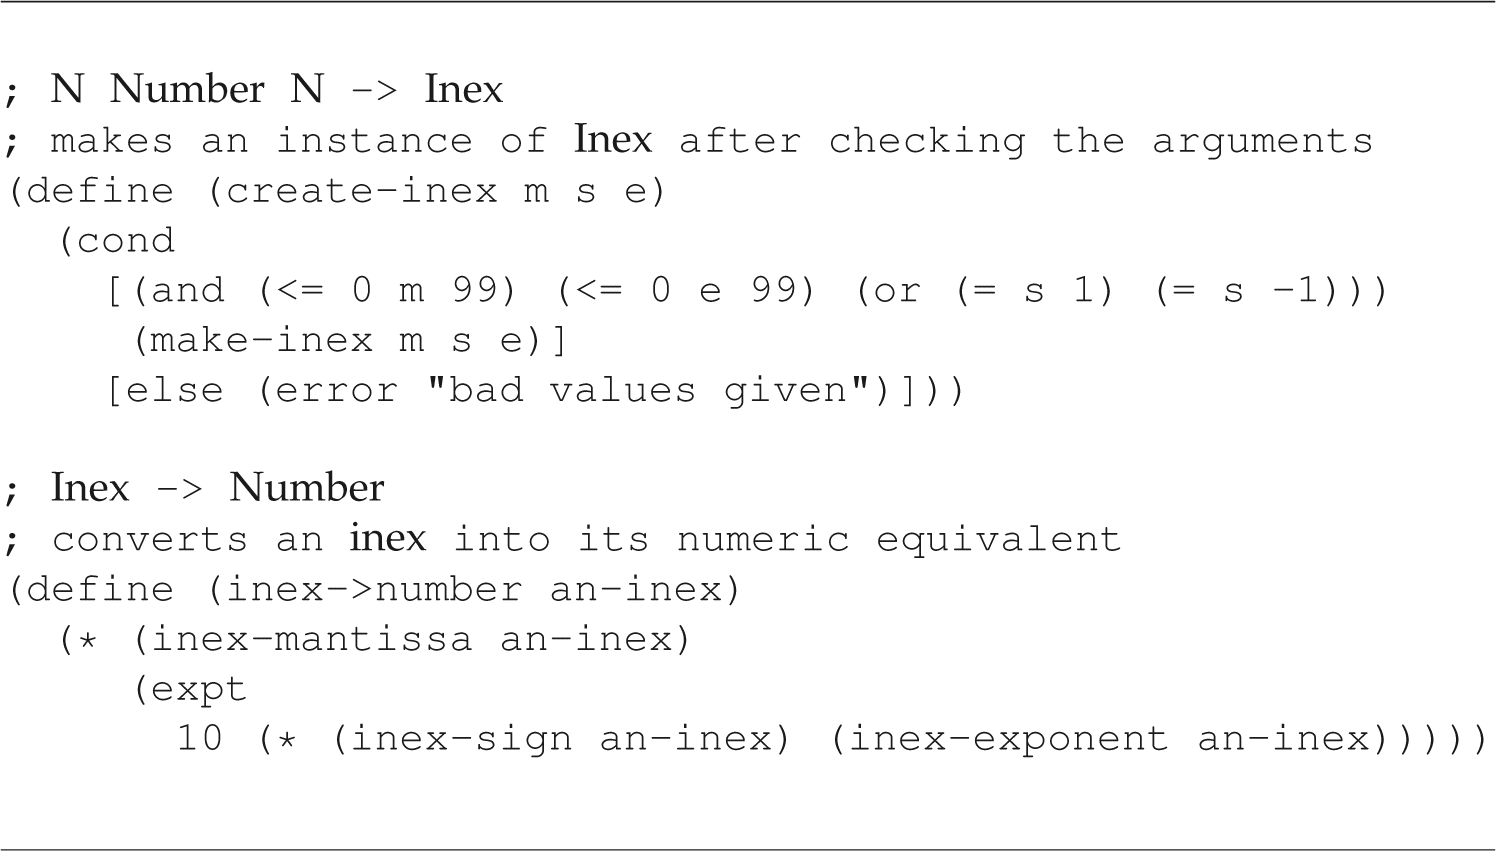 ; N Number N -> Inex
; makes an instance of Inex after checking the arguments
(define (create-inex m s e)
  (cond
    [(and (<= 0 m 99) (<= 0 e 99) (or (= s 1) (= s -1)))
     (make-inex m s e)]
    [else (error "bad values given")]))

; Inex -> Number
; converts an inex into its numeric equivalent
(define (inex->number an-inex)
  (* (inex-mantissa an-inex)
     (expt
       10 (* (inex-sign an-inex) (inex-exponent an-inex)))))